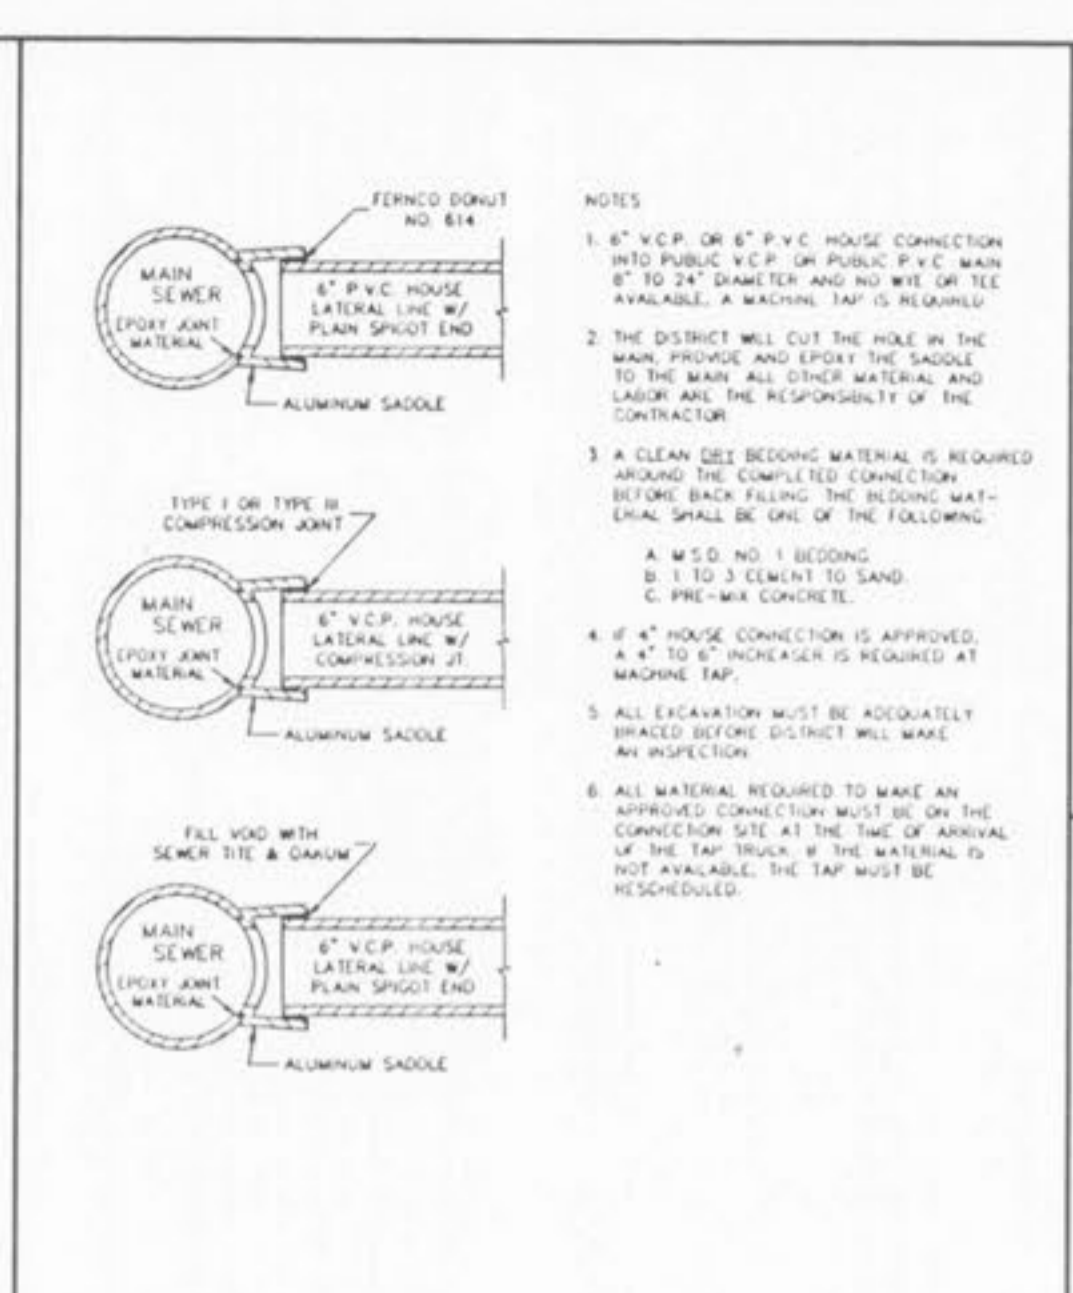 FERNCO DONUT
NO. 614
MAIN
SEWER
EPOXY JOINT
MATERIAL
6" P.V.C. HOUSE
LATERAL LINE W/
PLAIN SPIGOT END
ALUMINUM SADDLE
TYPE I OR TYPE III
COMPRESSION JOINT
MAIN
SEWER
EPOXY JOINT
MATERIAL
6" V.C.P. HOUSE
LATERAL LINE W/
COMPRESSION JT.
ALUMINUM SADDLE
FILL VOID WITH
SEWER TITE & OAKUM
MAIN
SEWER
EPOXY JOINT
MATERIAL
6" V.C.P. HOUSE
LATERAL LINE W/
PLAIN SPIGOT END
ALUMINUM SADDLE
NOTES
1. 6" V.C.P. OR 6" P.V.C. HOUSE CONNECTION
INTO PUBLIC V.C.P. OR PUBLIC P.V.C. MAIN
8" TO 24" DIAMETER AND NO WYE OR TEE
AVAILABLE, A MACHINE TAP IS REQUIRED
2. THE DISTRICT WILL CUT THE HOLE IN THE
MAIN, PROVIDE AND EPOXY THE SADDLE
TO THE MAIN. ALL OTHER MATERIAL AND
LABOR ARE THE RESPONSIBILTY OF THE
CONTRACTOR
3. A CLEAN DRY BEDDING MATERIAL IS REQUIRED
AROUND THE COMPLETED CONNECTION
BEFORE BACK FILLING. THE BEDDING MAT-
ERIAL SHALL BE ONE OF THE FOLLOWING.
A. M.S.D. NO. 1 BEDDING
B. 1 TO 3 CEMENT TO SAND.
C. PRE-MIX CONCRETE.
4. IF 4" HOUSE CONNECTION IS APPROVED,
A 4" TO 6" INCREASER IS REQUIRED AT
MACHINE TAP.
5. ALL EXCAVATION MUST BE ADEQUATELY
BRACED BEFORE DISTRICT WILL MAKE
AN INSPECTION
6. ALL MATERIAL REQUIRED TO MAKE AN
APPROVED CONNECTION MUST BE ON THE
CONNECTION SITE AT THE TIME OF ARRIVAL
OF THE TAP TRUCK. IF THE MATERIAL IS
NOT AVAILABLE, THE TAP MUST BE
RESCHEDULED.